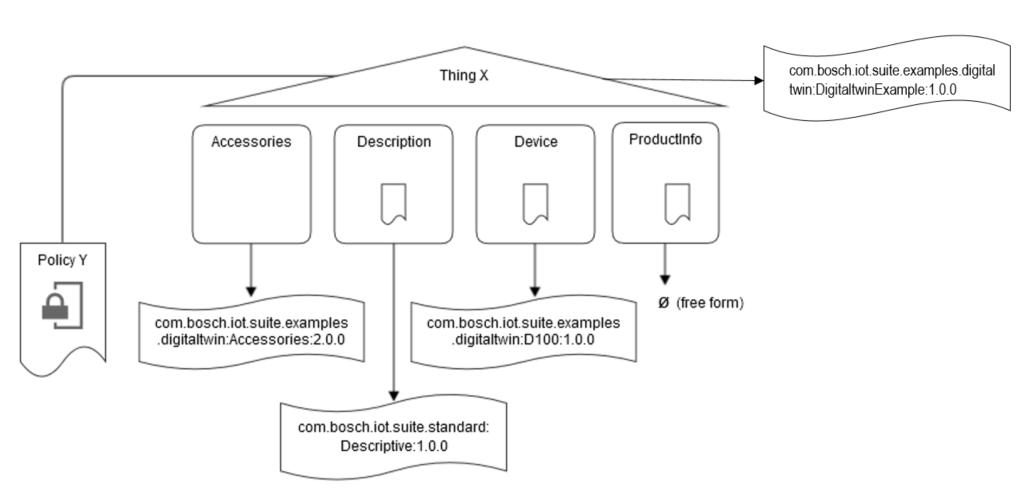 Thing X
com.bosch.iot.suite.examples.digital
twin:DigitaltwinExample:1.0.0
Accessories
Description
Device
ProductInfo
Policy Y
com.bosch.iot.suite.examples
.digitaltwin:Accessories:2.0.0
com.bosch.iot.suite.examples
.digitaltwin:D100:1.0.0
Ø (free form)
com.bosch.iot.suite.standard:
Descriptive:1.0.0